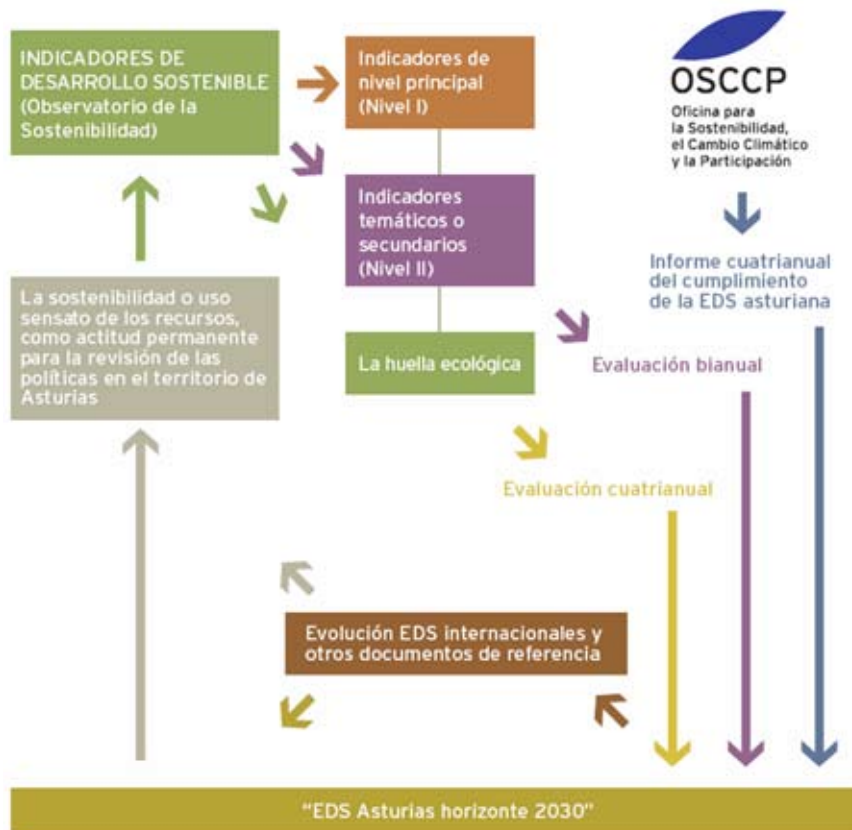 INDICADORES DE
DESARROLLO SOSTENIBLE
(Observatorio de la
Sostenibilidad)
Indicadores de
nivel principal
(Nivel I)
OSCCP
Oficina para
la Sostenibilidad,
el Cambio Climático
y la Participación
Indicadores
temáticos o
secundarios
(Nivel II)
Informe cuatrianual
del cumplimiento
de la EDS asturiana
La sostenibilidad o uso
sensato de los recursos,
como actitud permanente
para la revisión de las
políticas en el territorio de
Asturias
La huella ecológica
Evaluación bianual
Evaluación cuatrianual
Evolución EDS internacionales y
otros documentos de referencia
"EDS Asturias horizonte 2030"